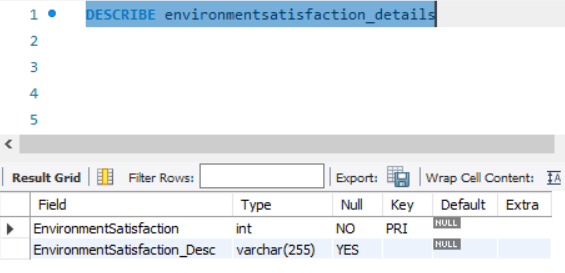 1 DESCRIBE environmentsatisfaction_details
2
3
4
5
Result Grid Filter Rows: Export: Wrap Cell Content:
Field Type Null Key Default Extra
EnvironmentSatisfaction int NO PRI NULL
EnvironmentSatisfaction_Desc varchar(255) YES NULL